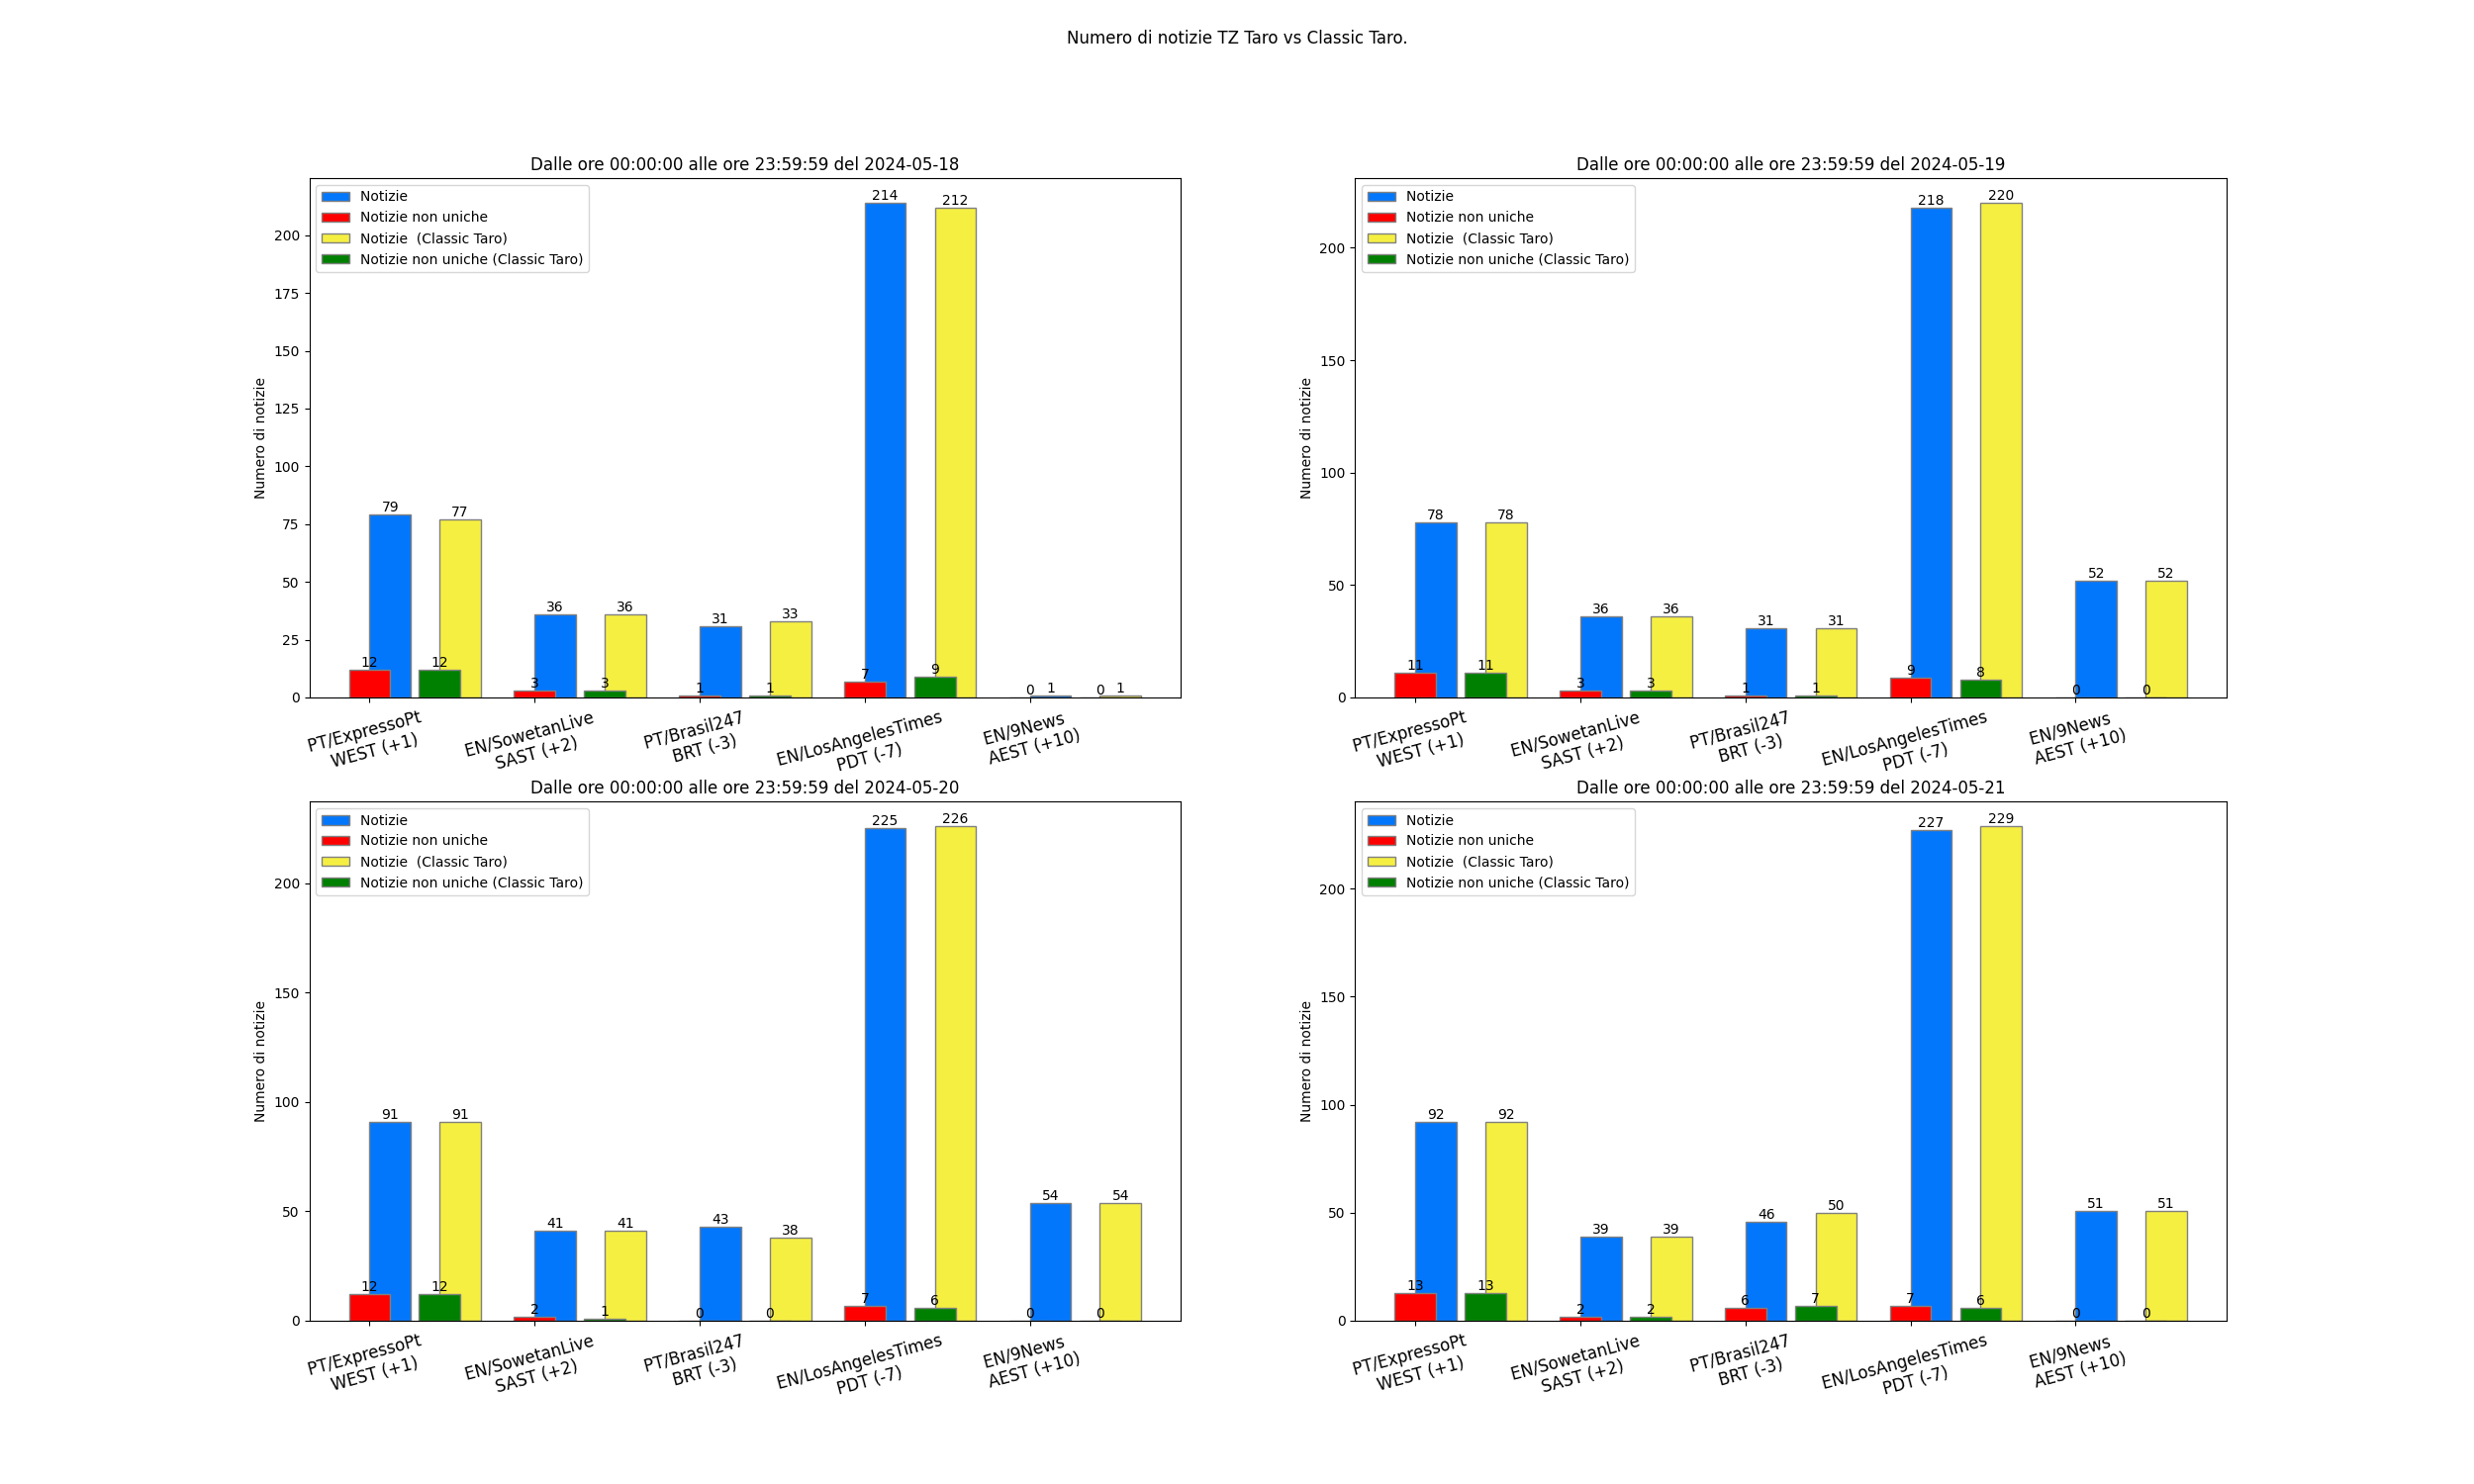 Numero di notizie TZ Taro vs Classic Taro.
Dalle ore 00:00:00 alle ore 23:59:59 del 2024-05-18
Notizie
Notizie non uniche
Notizie  (Classic Taro)
Notizie non uniche (Classic Taro)
Numero di notizie
200
175
150
125
100
75
50
25
0
79 77 36 36 31 33 214 212 1 1
12 12 3 3 1 1 7 9 0 0
PT/ExpressoPt
WEST (+1)
EN/SowetanLive
SAST (+2)
PT/Brasil247
BRT (-3)
EN/LosAngelesTimes
PDT (-7)
EN/9News
AEST (+10)
Dalle ore 00:00:00 alle ore 23:59:59 del 2024-05-19
Notizie
Notizie non uniche
Notizie  (Classic Taro)
Notizie non uniche (Classic Taro)
Numero di notizie
200
150
100
50
0
78 78 36 36 31 31 218 220 52 52
11 11 3 3 1 1 9 8 0 0
PT/ExpressoPt
WEST (+1)
EN/SowetanLive
SAST (+2)
PT/Brasil247
BRT (-3)
EN/LosAngelesTimes
PDT (-7)
EN/9News
AEST (+10)
Dalle ore 00:00:00 alle ore 23:59:59 del 2024-05-20
Notizie
Notizie non uniche
Notizie  (Classic Taro)
Notizie non uniche (Classic Taro)
Numero di notizie
200
150
100
50
0
91 91 41 41 43 38 225 226 54 54
12 12 2 1 0 0 7 6 0 0
PT/ExpressoPt
WEST (+1)
EN/SowetanLive
SAST (+2)
PT/Brasil247
BRT (-3)
EN/LosAngelesTimes
PDT (-7)
EN/9News
AEST (+10)
Dalle ore 00:00:00 alle ore 23:59:59 del 2024-05-21
Notizie
Notizie non uniche
Notizie  (Classic Taro)
Notizie non uniche (Classic Taro)
Numero di notizie
200
150
100
50
0
92 92 39 39 46 50 227 229 51 51
13 13 2 2 6 7 7 6 0 0
PT/ExpressoPt
WEST (+1)
EN/SowetanLive
SAST (+2)
PT/Brasil247
BRT (-3)
EN/LosAngelesTimes
PDT (-7)
EN/9News
AEST (+10)